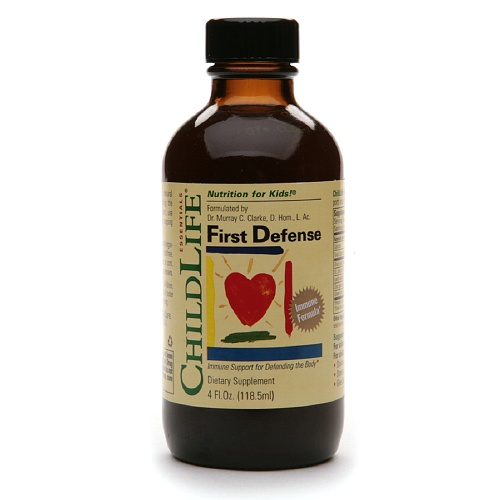 Nutrition for Kids!®
Formulated by
Dr. Murray C. Clarke, D. Hom., L. Ac.
First Defense
ESSENTIALS®
CHILDLIFE
Immune
Formula*
Immune Support for Defending the Body*
Dietary Supplement
4 Fl.Oz. (118.5ml)